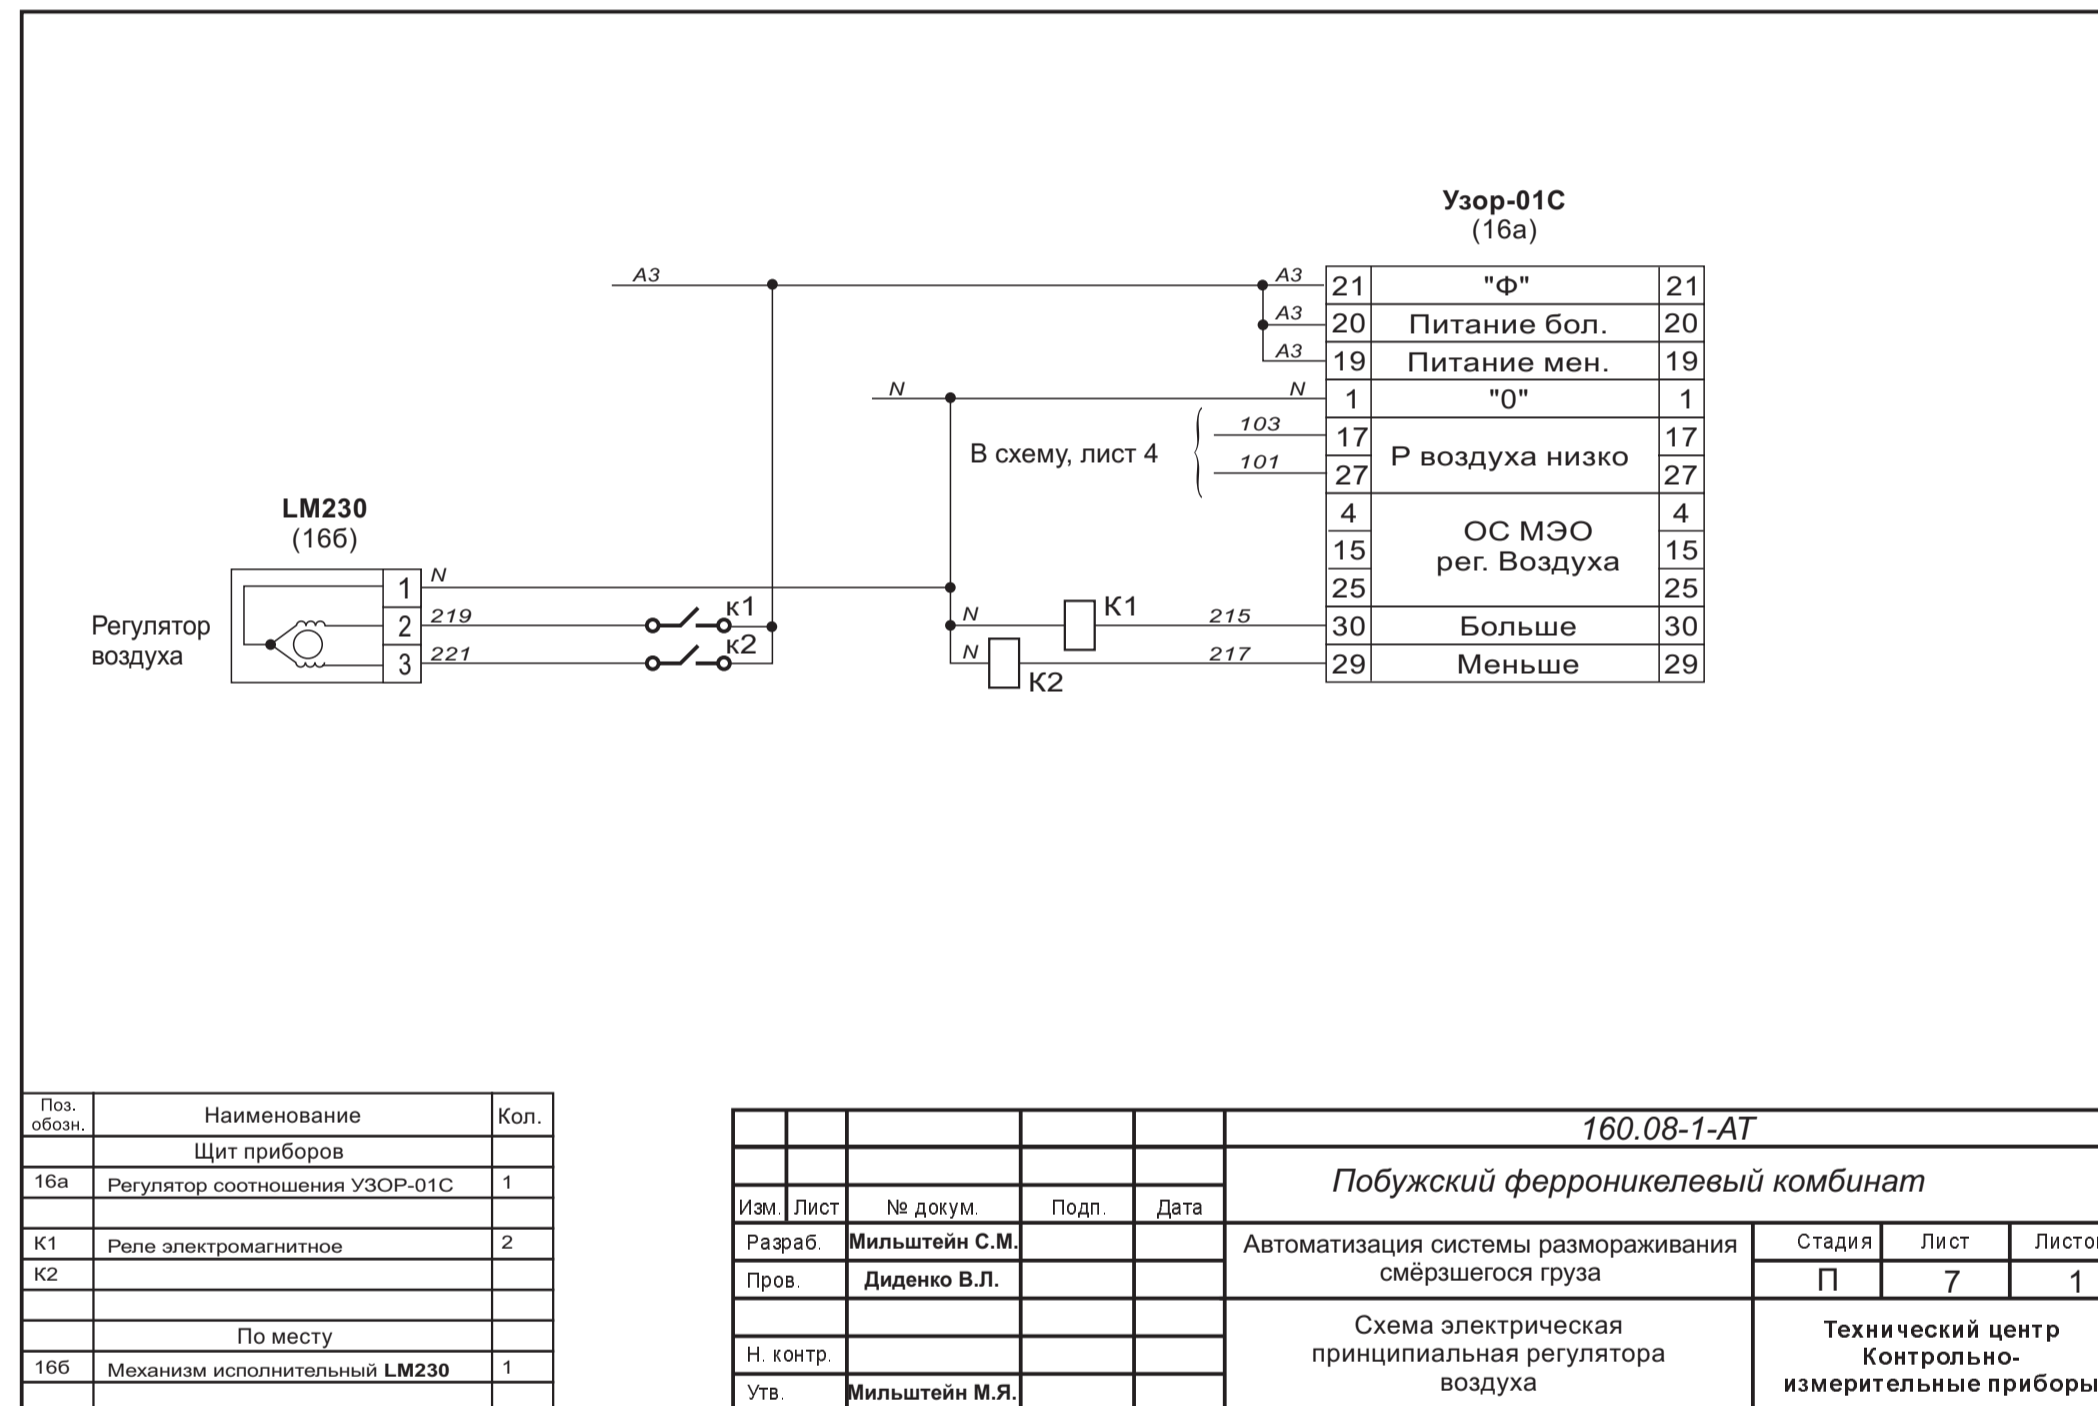 Узор-01С
(16а)
А3
А3 21 "Ф" 21
А3 20 Питание бол. 20
А3 19 Питание мен. 19
N
N 1 "0" 1
103 17 Р воздуха низко 17
В схему, лист 4
101 27 27
4 ОС МЭО 4
15 рег. Воздуха 15
25 25
215 30 Больше 30
217 29 Меньше 29
LM230
(16б)
Регулятор
воздуха
1 N
2 219
3 221
к1
к2
N К1
N К2
Поз.
обозн.
Наименование
Кол.
Щит приборов
16а Регулятор соотношения УЗОР-01С 1
К1 Реле электромагнитное 2
К2
По месту
16б Механизм исполнительный LM230 1
160.08-1-АТ
Побужский ферроникелевый комбинат
Изм. Лист № докум. Подп. Дата
Разраб. Мильштейн С.М.
Пров. Диденко В.Л.
Н. контр.
Утв. Мильштейн М.Я.
Автоматизация системы размораживания
смёрзшегося груза
Стадия Лист
П 7 1
Схема электрическая
принципиальная регулятора
воздуха
Технический центр
Контрольно-
измерительные приборы